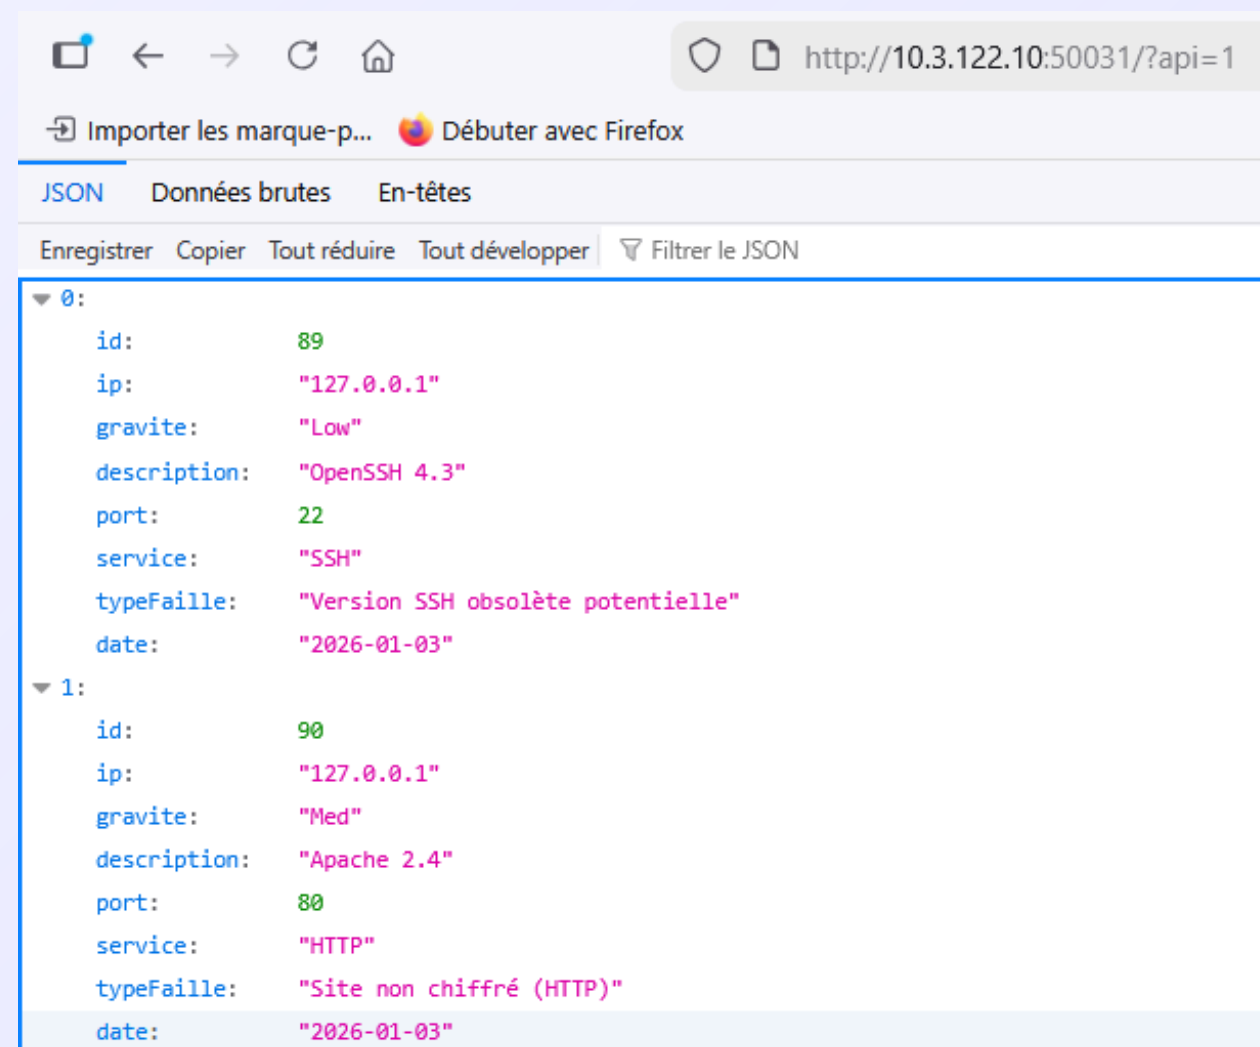 http://10.3.122.10:50031/?api=1
Importer les marque-p... Débuter avec Firefox
JSON Données brutes En-têtes
Enregistrer Copier Tout réduire Tout développer Filtrer le JSON
0:
id: 89
ip: "127.0.0.1"
gravite: "Low"
description: "OpenSSH 4.3"
port: 22
service: "SSH"
typeFaille: "Version SSH obsolète potentielle"
date: "2026-01-03"
1:
id: 90
ip: "127.0.0.1"
gravite: "Med"
description: "Apache 2.4"
port: 80
service: "HTTP"
typeFaille: "Site non chiffré (HTTP)"
date: "2026-01-03"